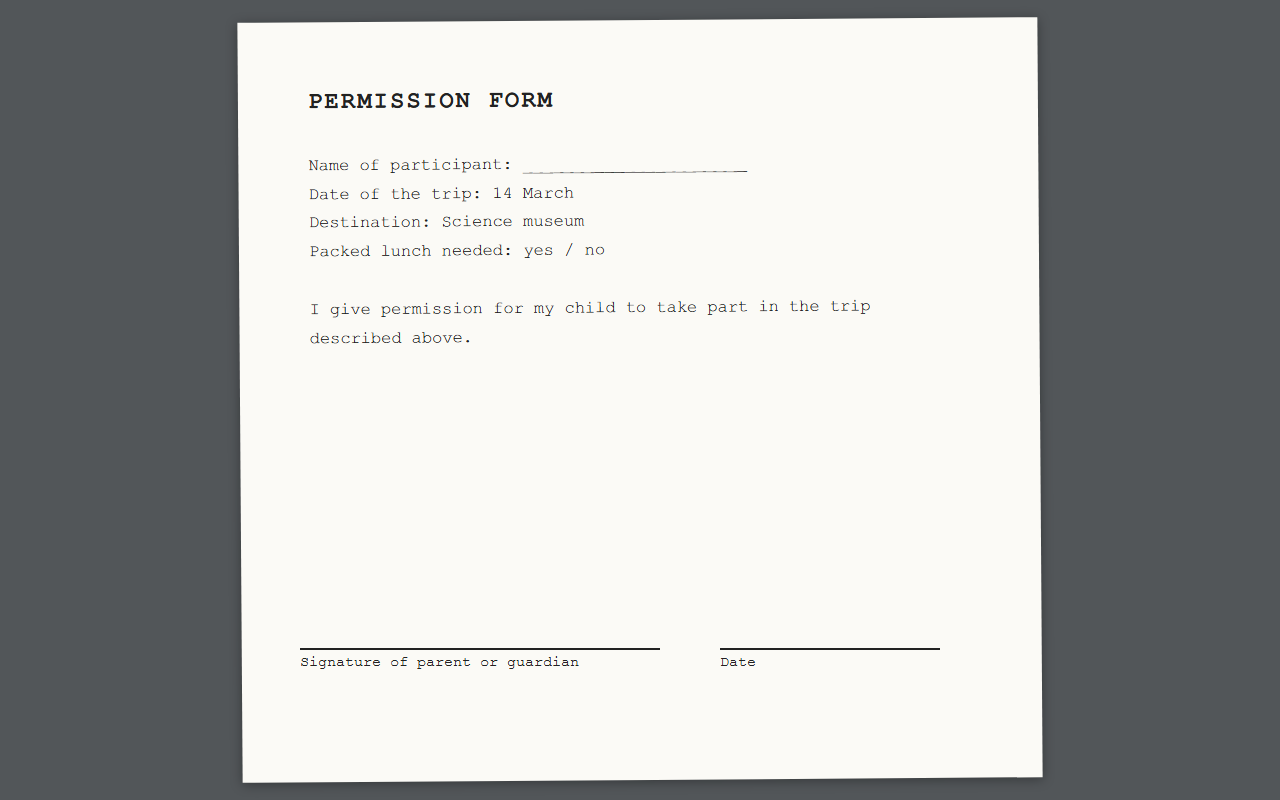 PERMISSION FORM
Name of participant: ______________________
Date of the trip: 14 March
Destination: Science museum
Packed lunch needed: yes / no
I give permission for my child to take part in the trip
described above.
Signature of parent or guardian
Date